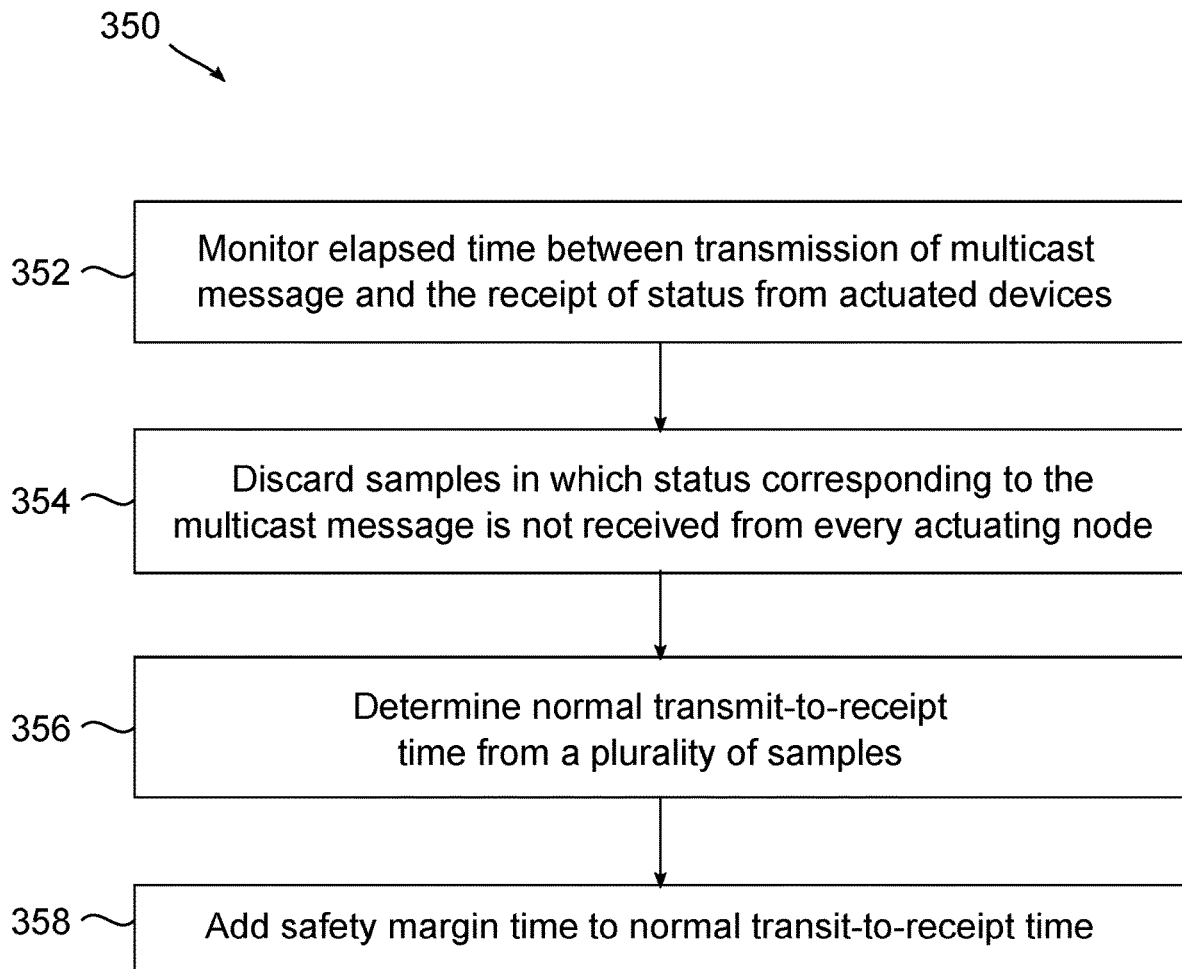 350
352
Monitor elapsed time between transmission of multicast
message and the receipt of status from actuated devices
354
Discard samples in which status corresponding to the
multicast message is not received from every actuating node
356
Determine normal transmit-to-receipt
time from a plurality of samples
358
Add safety margin time to normal transit-to-receipt time